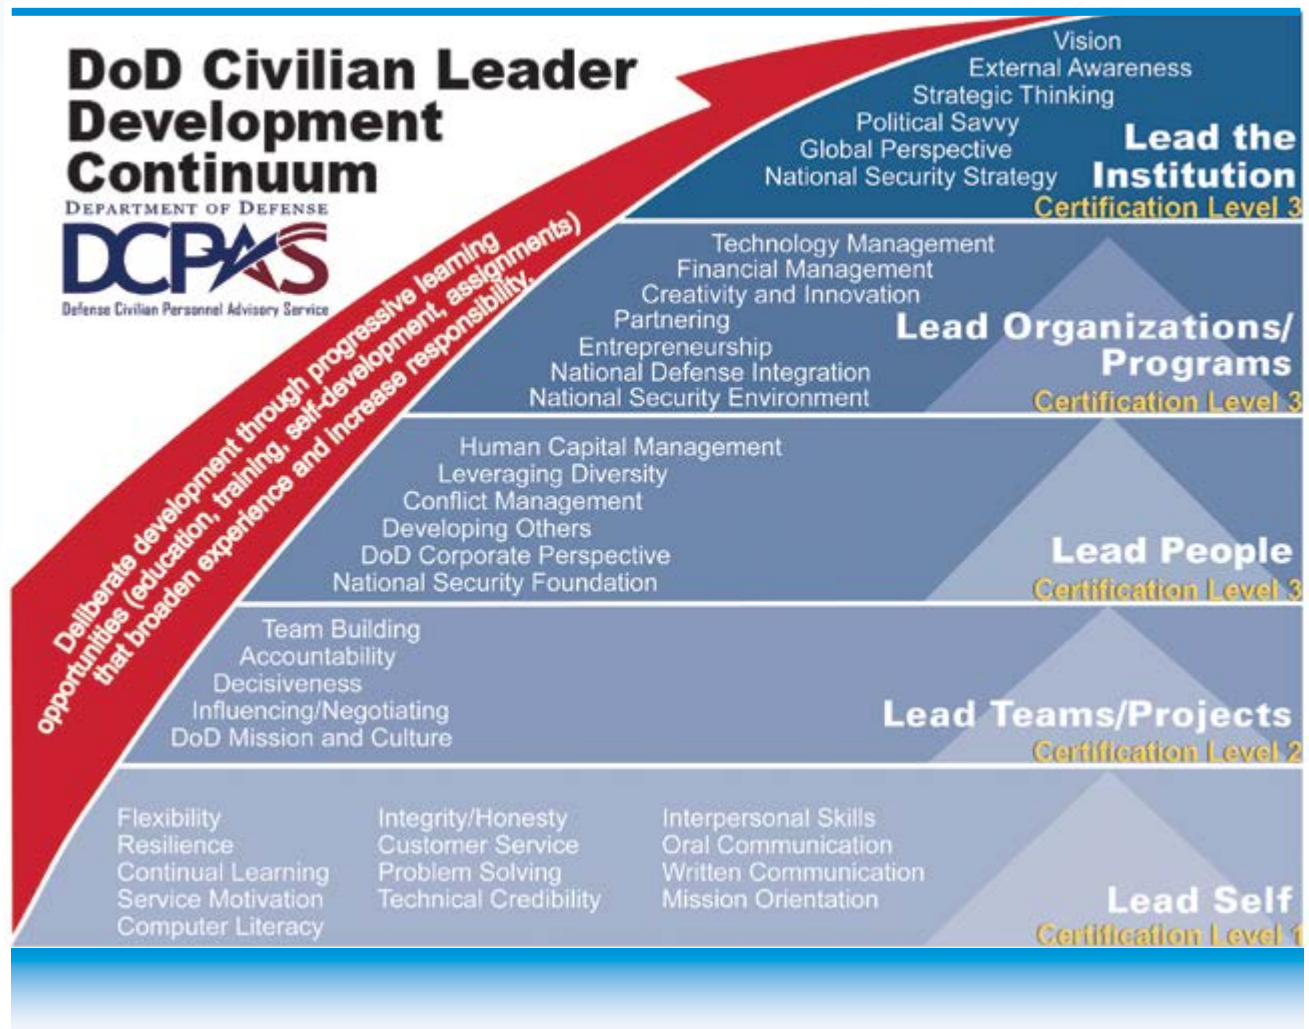 DoD Civilian Leader
Development
Continuum
DEPARTMENT OF DEFENSE
DCPAS
Defense Civilian Personnel Advisory Service
Deliberate development through progressive learning
opportunities (education, training, self-development, assignments)
that broaden experience and increase responsibility.
Vision
External Awareness
Strategic Thinking
Political Savvy
Global Perspective
National Security Strategy
Lead the
Institution
Certification Level 3
Technology Management
Financial Management
Creativity and Innovation
Partnering
Entrepreneurship
National Defense Integration
National Security Environment
Lead Organizations/
Programs
Certification Level 3
Human Capital Management
Leveraging Diversity
Conflict Management
Developing Others
DoD Corporate Perspective
National Security Foundation
Lead People
Certification Level 3
Team Building
Accountability
Decisiveness
Influencing/Negotiating
DoD Mission and Culture
Lead Teams/Projects
Certification Level 2
Flexibility
Resilience
Continual Learning
Service Motivation
Computer Literacy
Integrity/Honesty
Customer Service
Problem Solving
Technical Credibility
Interpersonal Skills
Oral Communication
Written Communication
Mission Orientation
Lead Self
Certification Level 1